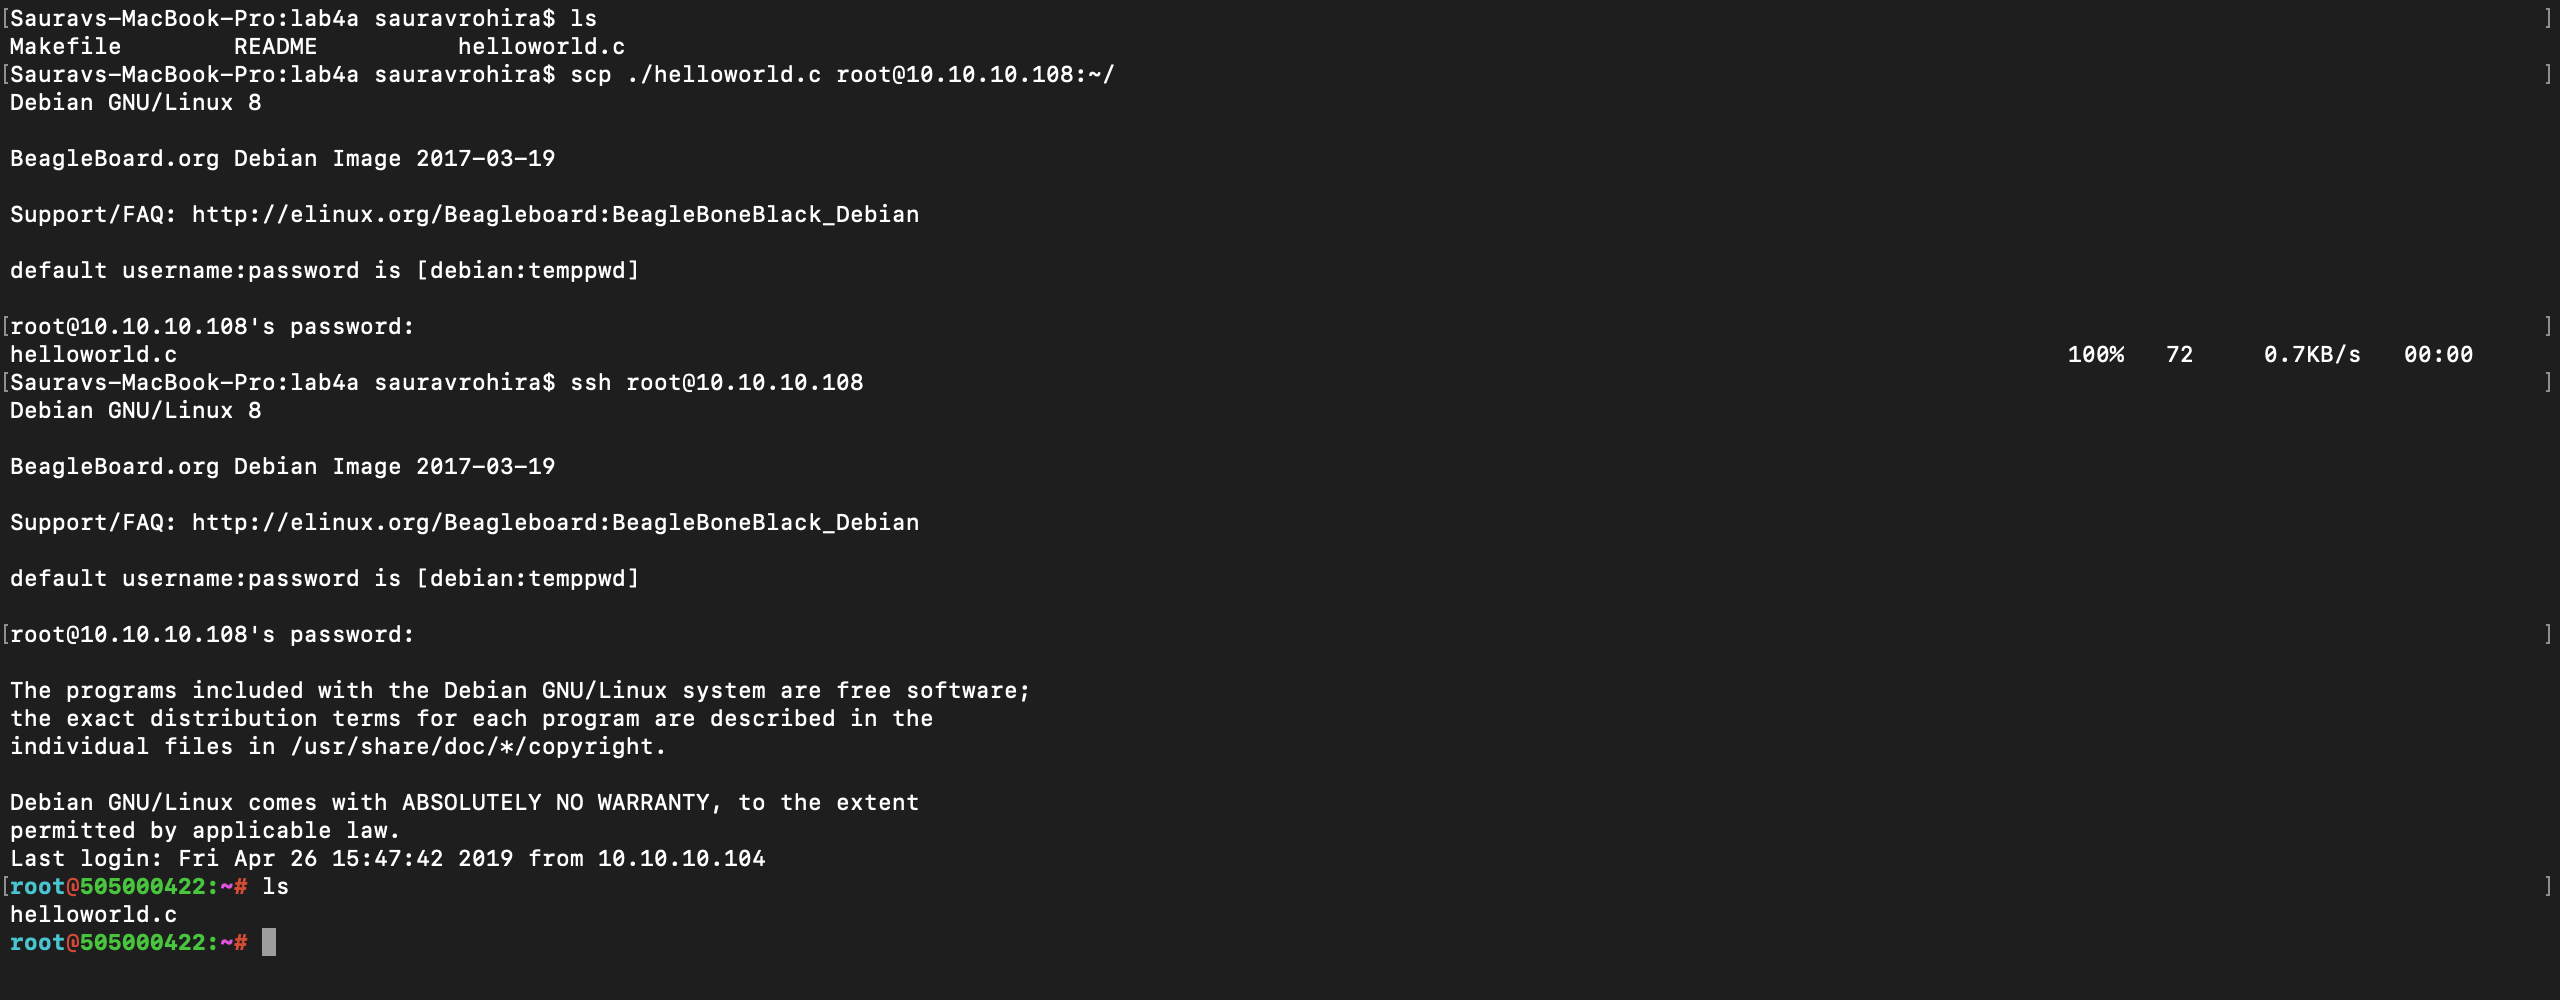 [Sauravs-MacBook-Pro:lab4a sauravrohira$ ls ]
Makefile README helloworld.c
[Sauravs-MacBook-Pro:lab4a sauravrohira$ scp ./helloworld.c root@10.10.10.108:~/ ]
Debian GNU/Linux 8
BeagleBoard.org Debian Image 2017-03-19
Support/FAQ: http://elinux.org/Beagleboard:BeagleBoneBlack_Debian
default username:password is [debian:temppwd]
[root@10.10.10.108's password: ]
helloworld.c 100% 72 0.7KB/s 00:00
[Sauravs-MacBook-Pro:lab4a sauravrohira$ ssh root@10.10.10.108 ]
Debian GNU/Linux 8
BeagleBoard.org Debian Image 2017-03-19
Support/FAQ: http://elinux.org/Beagleboard:BeagleBoneBlack_Debian
default username:password is [debian:temppwd]
[root@10.10.10.108's password: ]
The programs included with the Debian GNU/Linux system are free software;
the exact distribution terms for each program are described in the
individual files in /usr/share/doc/*/copyright.
Debian GNU/Linux comes with ABSOLUTELY NO WARRANTY, to the extent
permitted by applicable law.
Last login: Fri Apr 26 15:47:42 2019 from 10.10.10.104
[root@505000422:~# ls ]
helloworld.c
root@505000422:~#